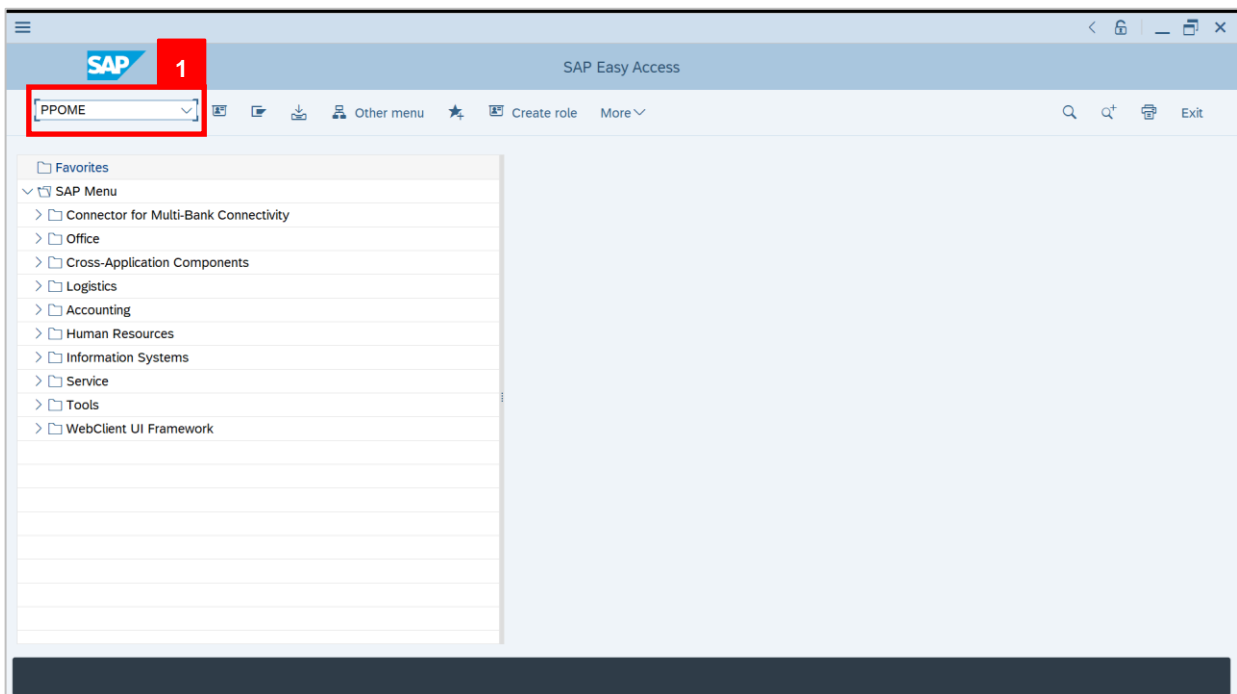 SAP
1
SAP Easy Access
PPOME
Other menu
Create role
More
Exit
Favorites
SAP Menu
Connector for Multi-Bank Connectivity
Office
Cross-Application Components
Logistics
Accounting
Human Resources
Information Systems
Service
Tools
WebClient UI Framework